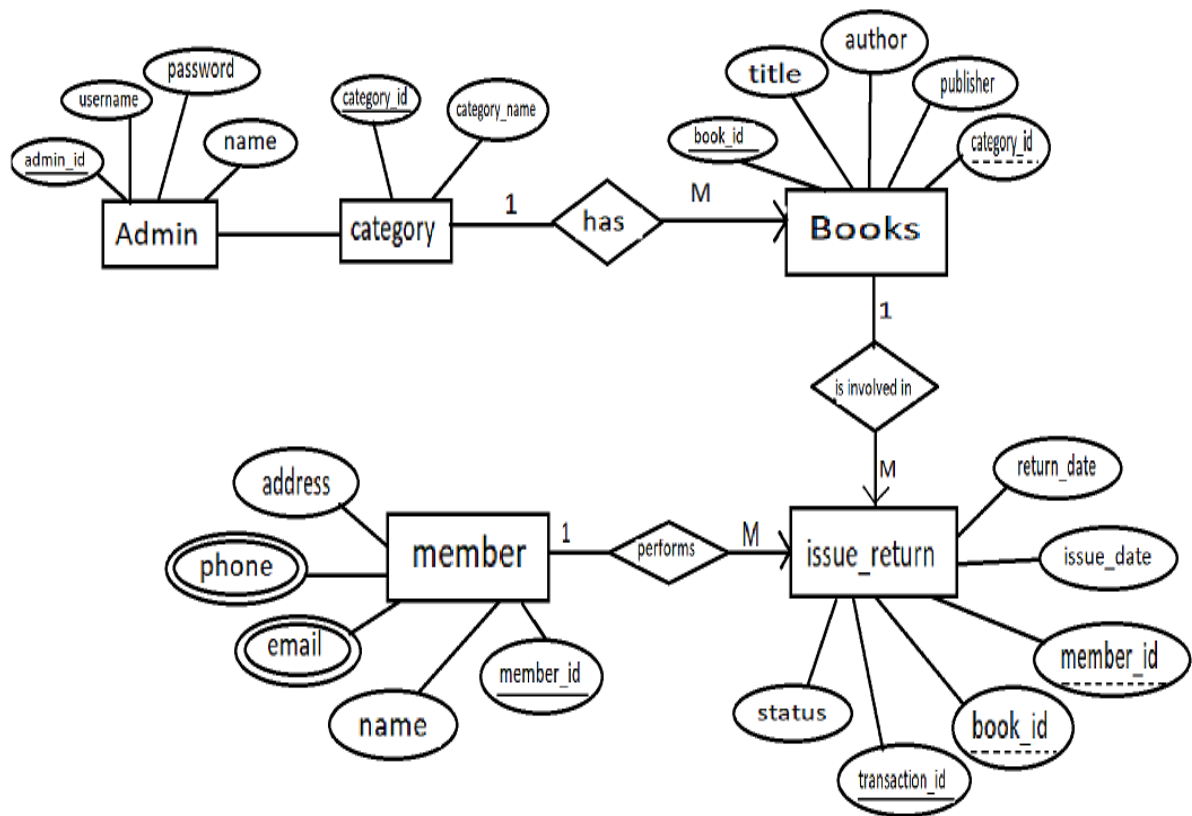 author
password
title
publisher
username
category_id
category_name
book_id
category_id
name
admin_id
Admin
category
1
has
M
Books
1
is involved in
M
return_date
address
member
1
performs
M
issue_return
issue_date
phone
email
member_id
member_id
name
status
book_id
transaction_id